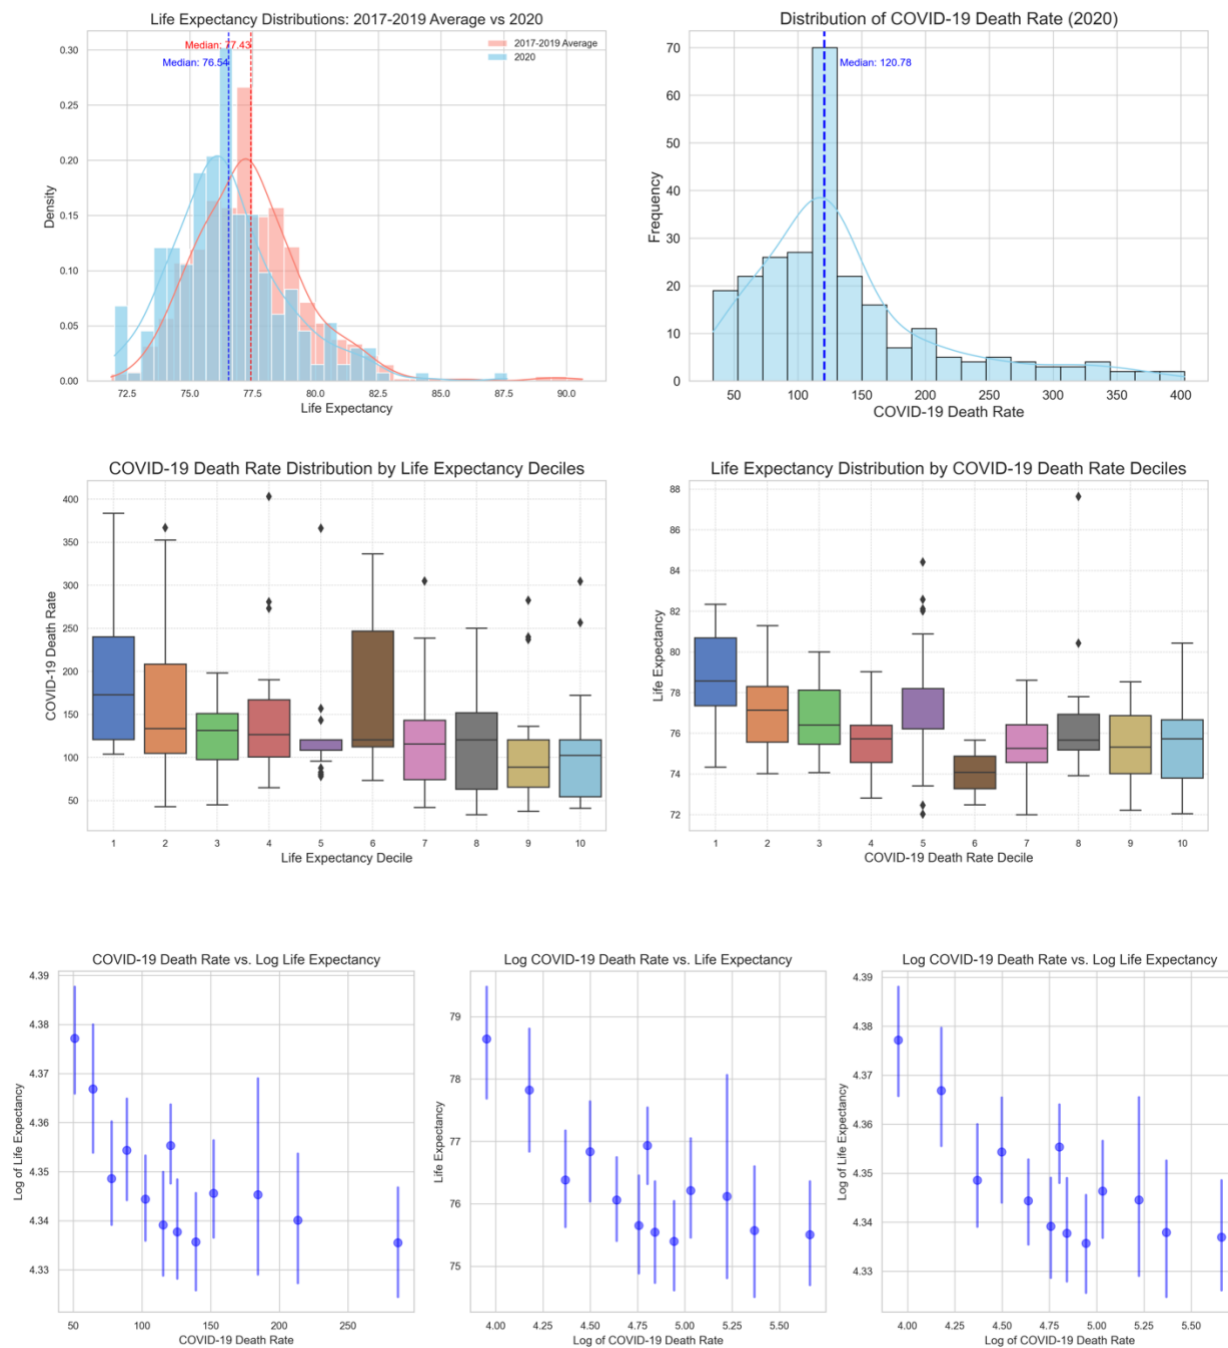 Life Expectancy Distributions: 2017-2019 Average vs 2020
Median: 77.43
Median: 76.54
2017-2019 Average
2020
0.30
0.25
0.20
0.15
0.10
0.05
0.00
Density
72.5 75.0 77.5 80.0 82.5 85.0 87.5 90.0
Life Expectancy
Distribution of COVID-19 Death Rate (2020)
Median: 120.78
70
60
50
40
30
20
10
0
Frequency
50 100 150 200 250 300 350 400
COVID-19 Death Rate
COVID-19 Death Rate Distribution by Life Expectancy Deciles
400
350
300
250
200
150
100
50
COVID-19 Death Rate
1 2 3 4 5 6 7 8 9 10
Life Expectancy Decile
Life Expectancy Distribution by COVID-19 Death Rate Deciles
88
86
84
82
80
78
76
74
72
Life Expectancy
1 2 3 4 5 6 7 8 9 10
COVID-19 Death Rate Decile
COVID-19 Death Rate vs. Log Life Expectancy
4.39
4.38
4.37
4.36
4.35
4.34
4.33
Log of Life Expectancy
50 100 150 200 250
COVID-19 Death Rate
Log COVID-19 Death Rate vs. Life Expectancy
79
78
77
76
75
Life Expectancy
4.00 4.25 4.50 4.75 5.00 5.25 5.50
Log of COVID-19 Death Rate
Log COVID-19 Death Rate vs. Log Life Expectancy
4.39
4.38
4.37
4.36
4.35
4.34
4.33
Log of Life Expectancy
4.00 4.25 4.50 4.75 5.00 5.25 5.50
Log of COVID-19 Death Rate